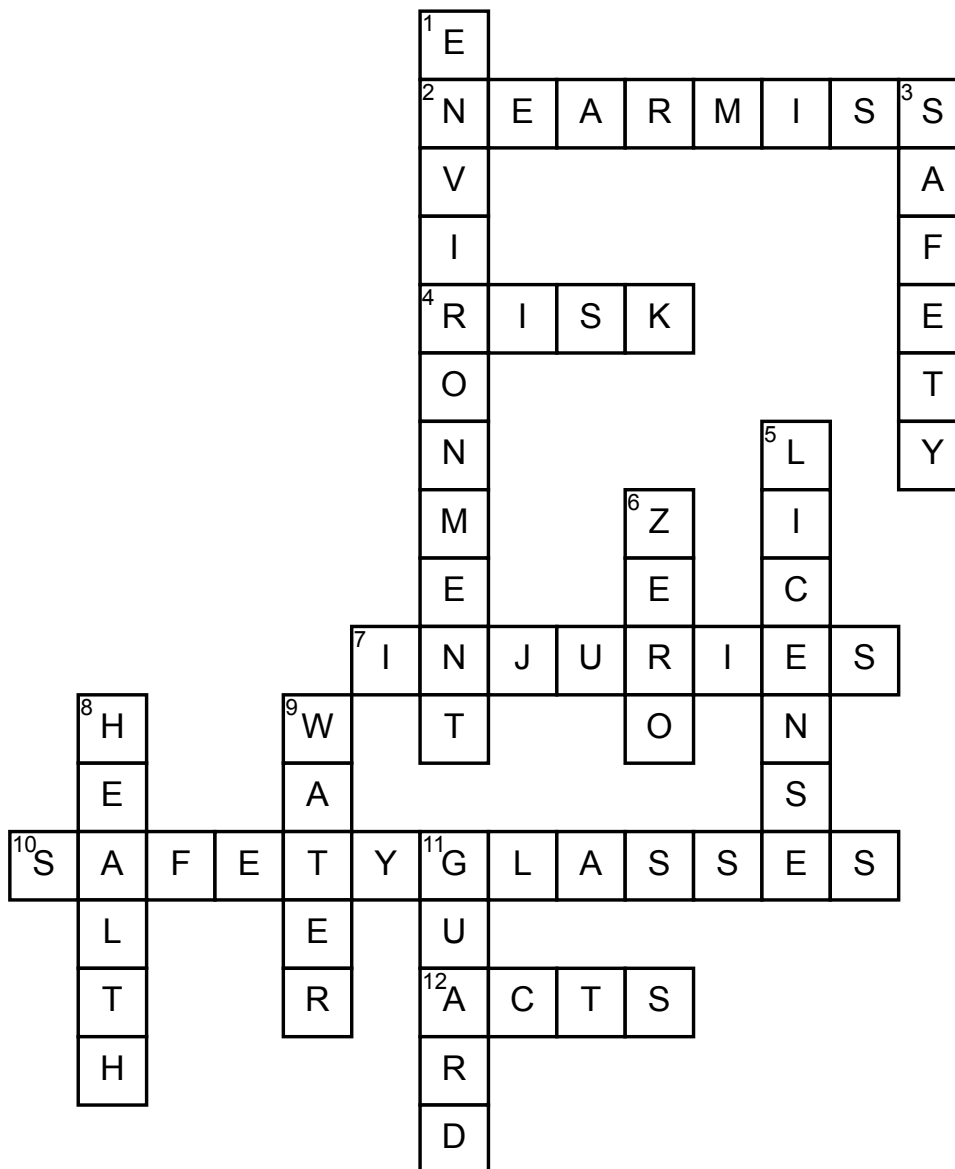 1 E
2 N E A R M I S 3 S
V A
I F
4 R I S K E
O T
N 5 L Y
M 6 Z I
E E C
7 I N J U R I E S
8 H 9 W T O N
E A S
10 S A F E T Y 11 G L A S S E S
L E U
T R 12 A C T S
H R
D